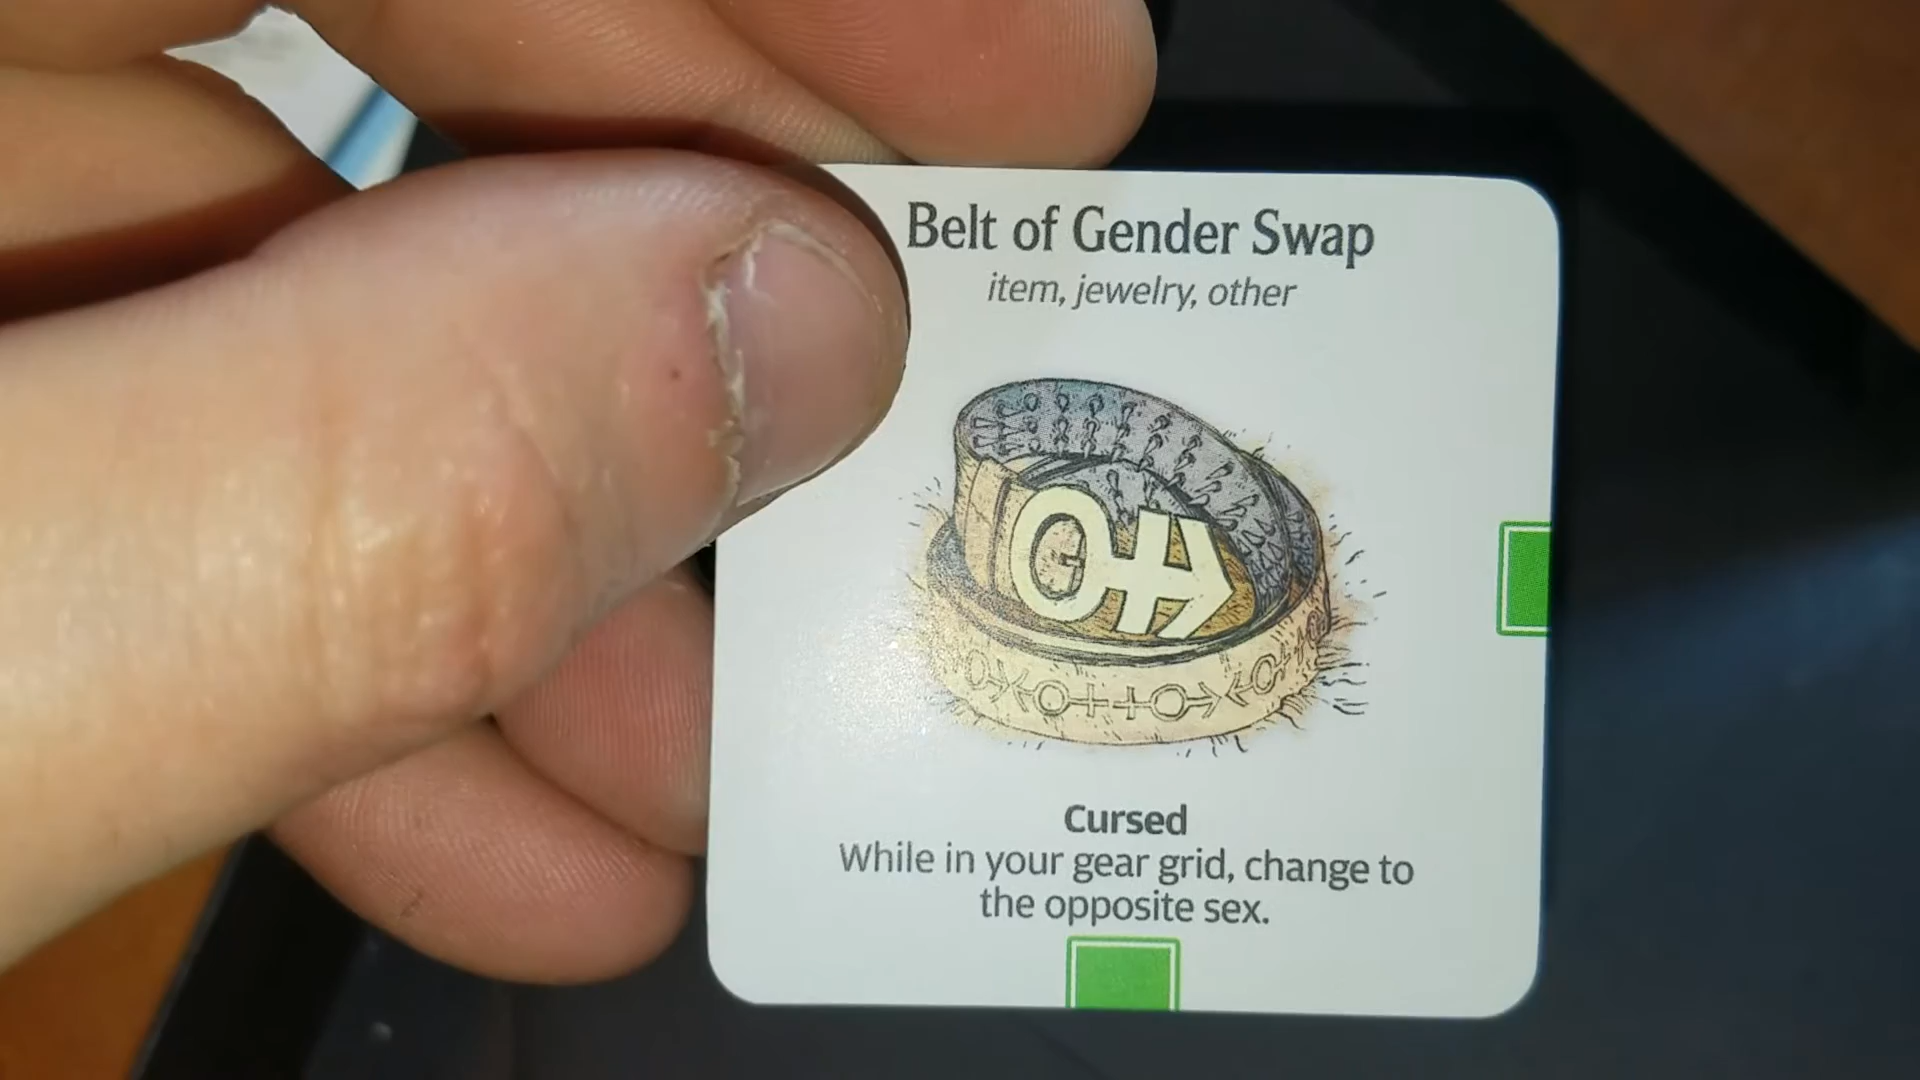 Belt of Gender Swap
item, jewelry, other
Cursed
While in your gear grid, change to
the opposite sex.